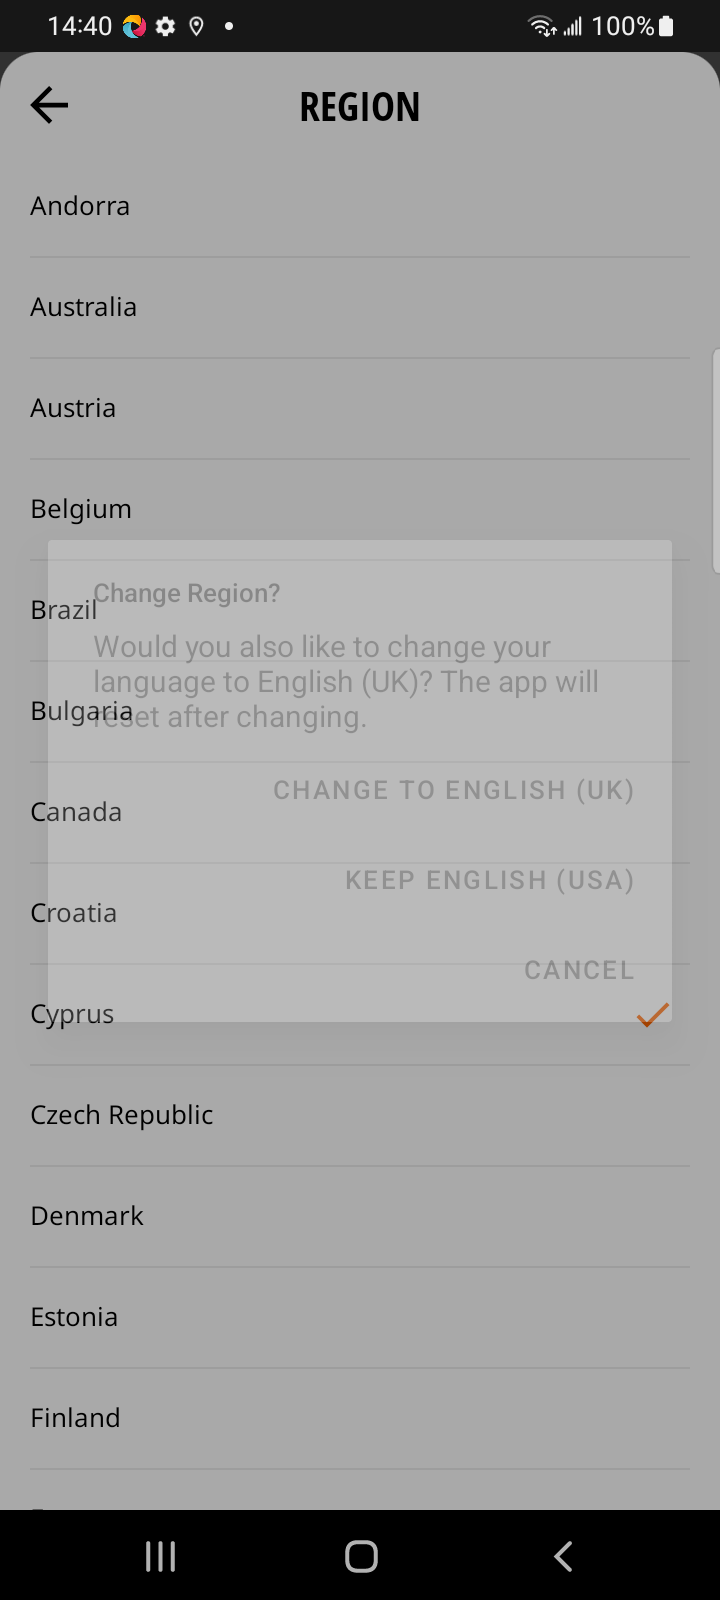 14:40
100%
REGION
Andorra
Australia
Austria
Belgium
Brazil
Bulgaria
Canada
Croatia
Cyprus
Czech Republic
Denmark
Estonia
Finland
Change Region?
Would you also like to change your
language to English (UK)? The app will
reset after changing.
CHANGE TO ENGLISH (UK)
KEEP ENGLISH (USA)
CANCEL